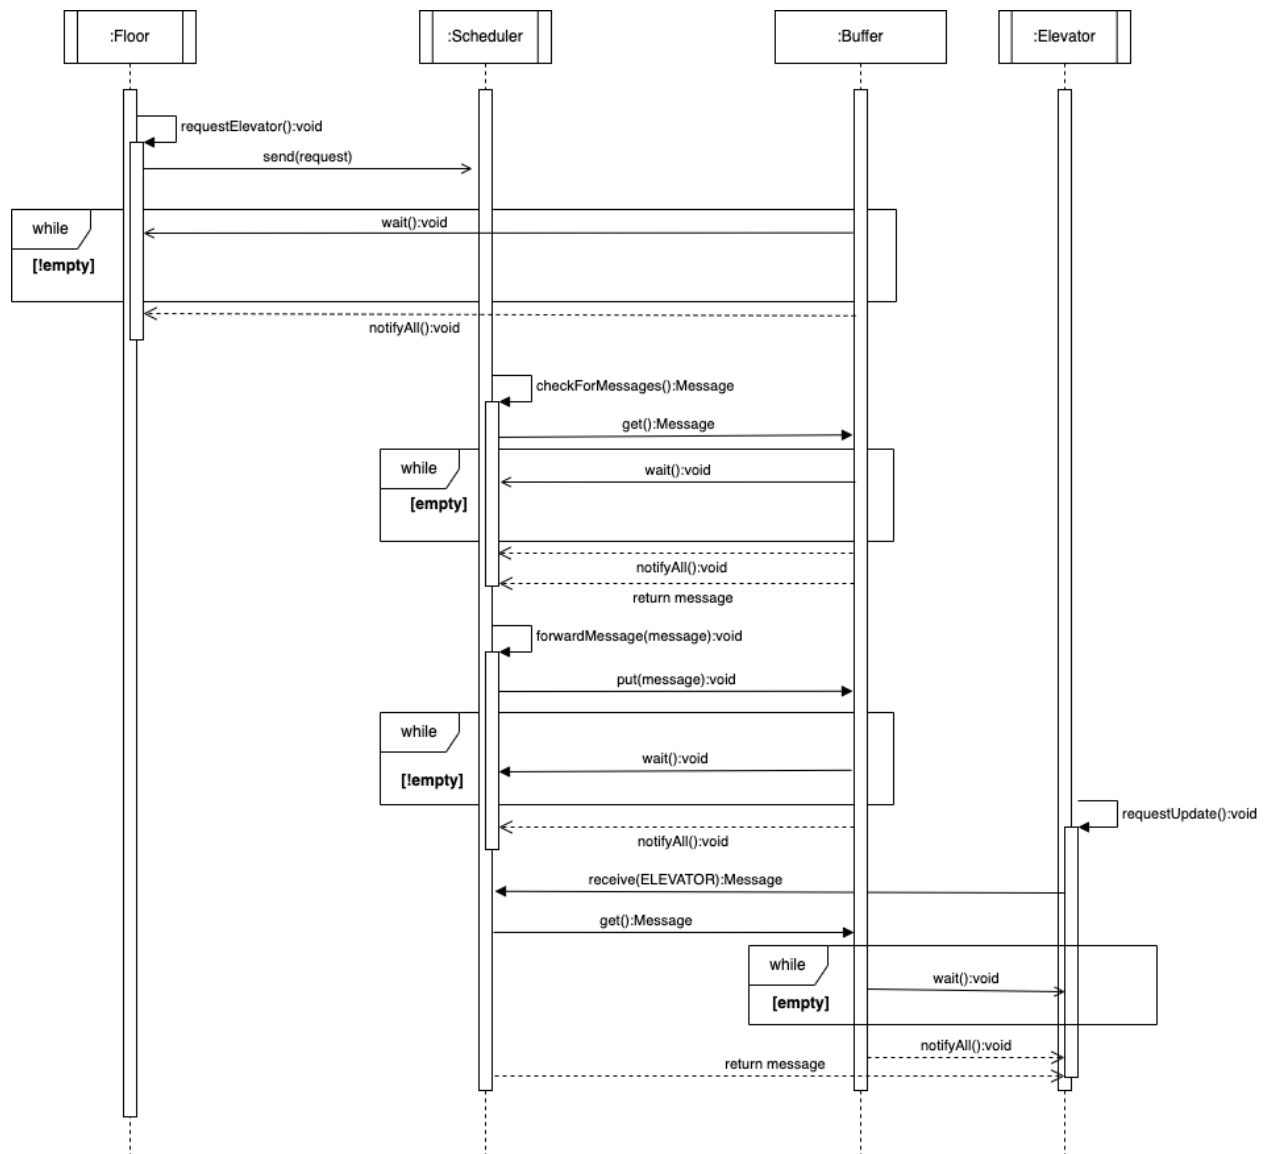 :Floor
:Scheduler
:Buffer
:Elevator
requestElevator():void
send(request)
while
wait():void
[!empty]
notifyAll():void
checkForMessages():Message
get():Message
while
wait():void
[empty]
notifyAll():void
return message
forwardMessage(message):void
put(message):void
while
wait():void
[!empty]
requestUpdate():void
notifyAll():void
receive(ELEVATOR):Message
get():Message
while
wait():void
[empty]
notifyAll():void
return message